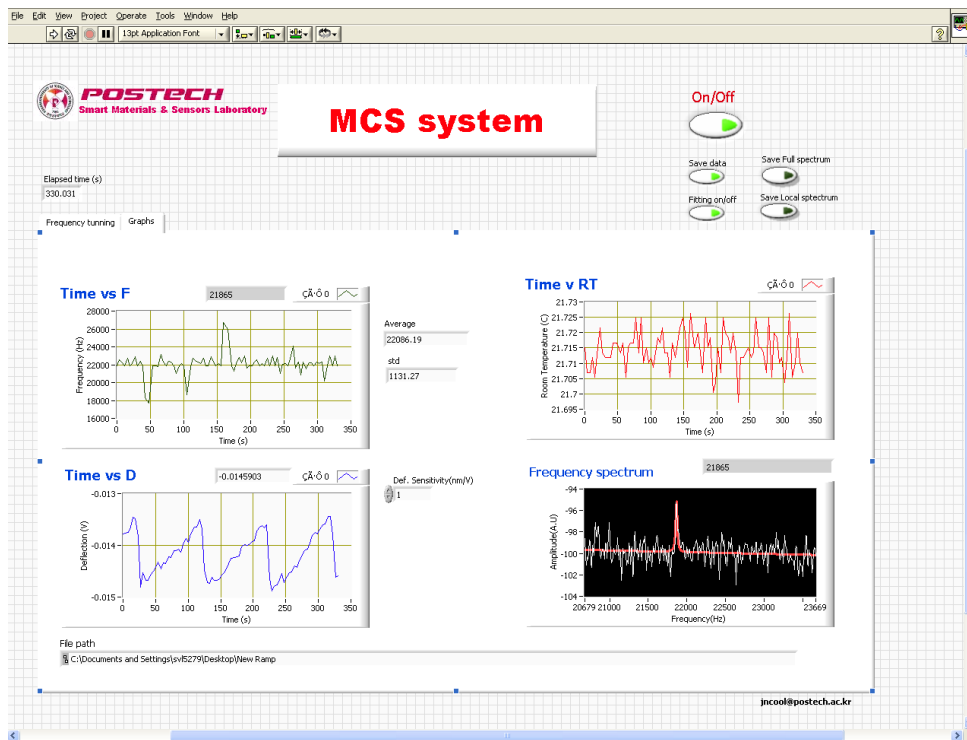 File Edit View Project Operate Tools Window Help
13pt Application Font
POSTECH
Smart Materials & Sensors Laboratory
MCS system
On/Off
Save data
Save Full spectrum
Fitting on/off
Save Local sptectrum
Elapsed time (s)
330.031
Frequency tunning
Graphs
Time vs F
21865
ÇÃ·Ô 0
28000
26000
24000
22000
20000
18000
16000
Frequency (Hz)
0 50 100 150 200 250 300 350
Time (s)
Average
22086.19
std
1131.27
Time v RT
ÇÃ·Ô 0
21.73
21.725
21.72
21.715
21.71
21.705
21.7
21.695
Room Temperature (C)
0 50 100 150 200 250 300 350
Time (s)
Time vs D
-0.0145903
ÇÃ·Ô 0
-0.013
-0.014
-0.015
Deflection (V)
0 50 100 150 200 250 300 350
Time (s)
Def. Sensitivity(nm/V)
1
Frequency spectrum
21865
-94
-96
-98
-100
-102
-104
Amplitude(A.U)
20679 21000 21500 22000 22500 23000 23669
Frequency(Hz)
File path
C:\Documents and Settings\svl5279\Desktop\New Ramp
jncool@postech.ac.kr